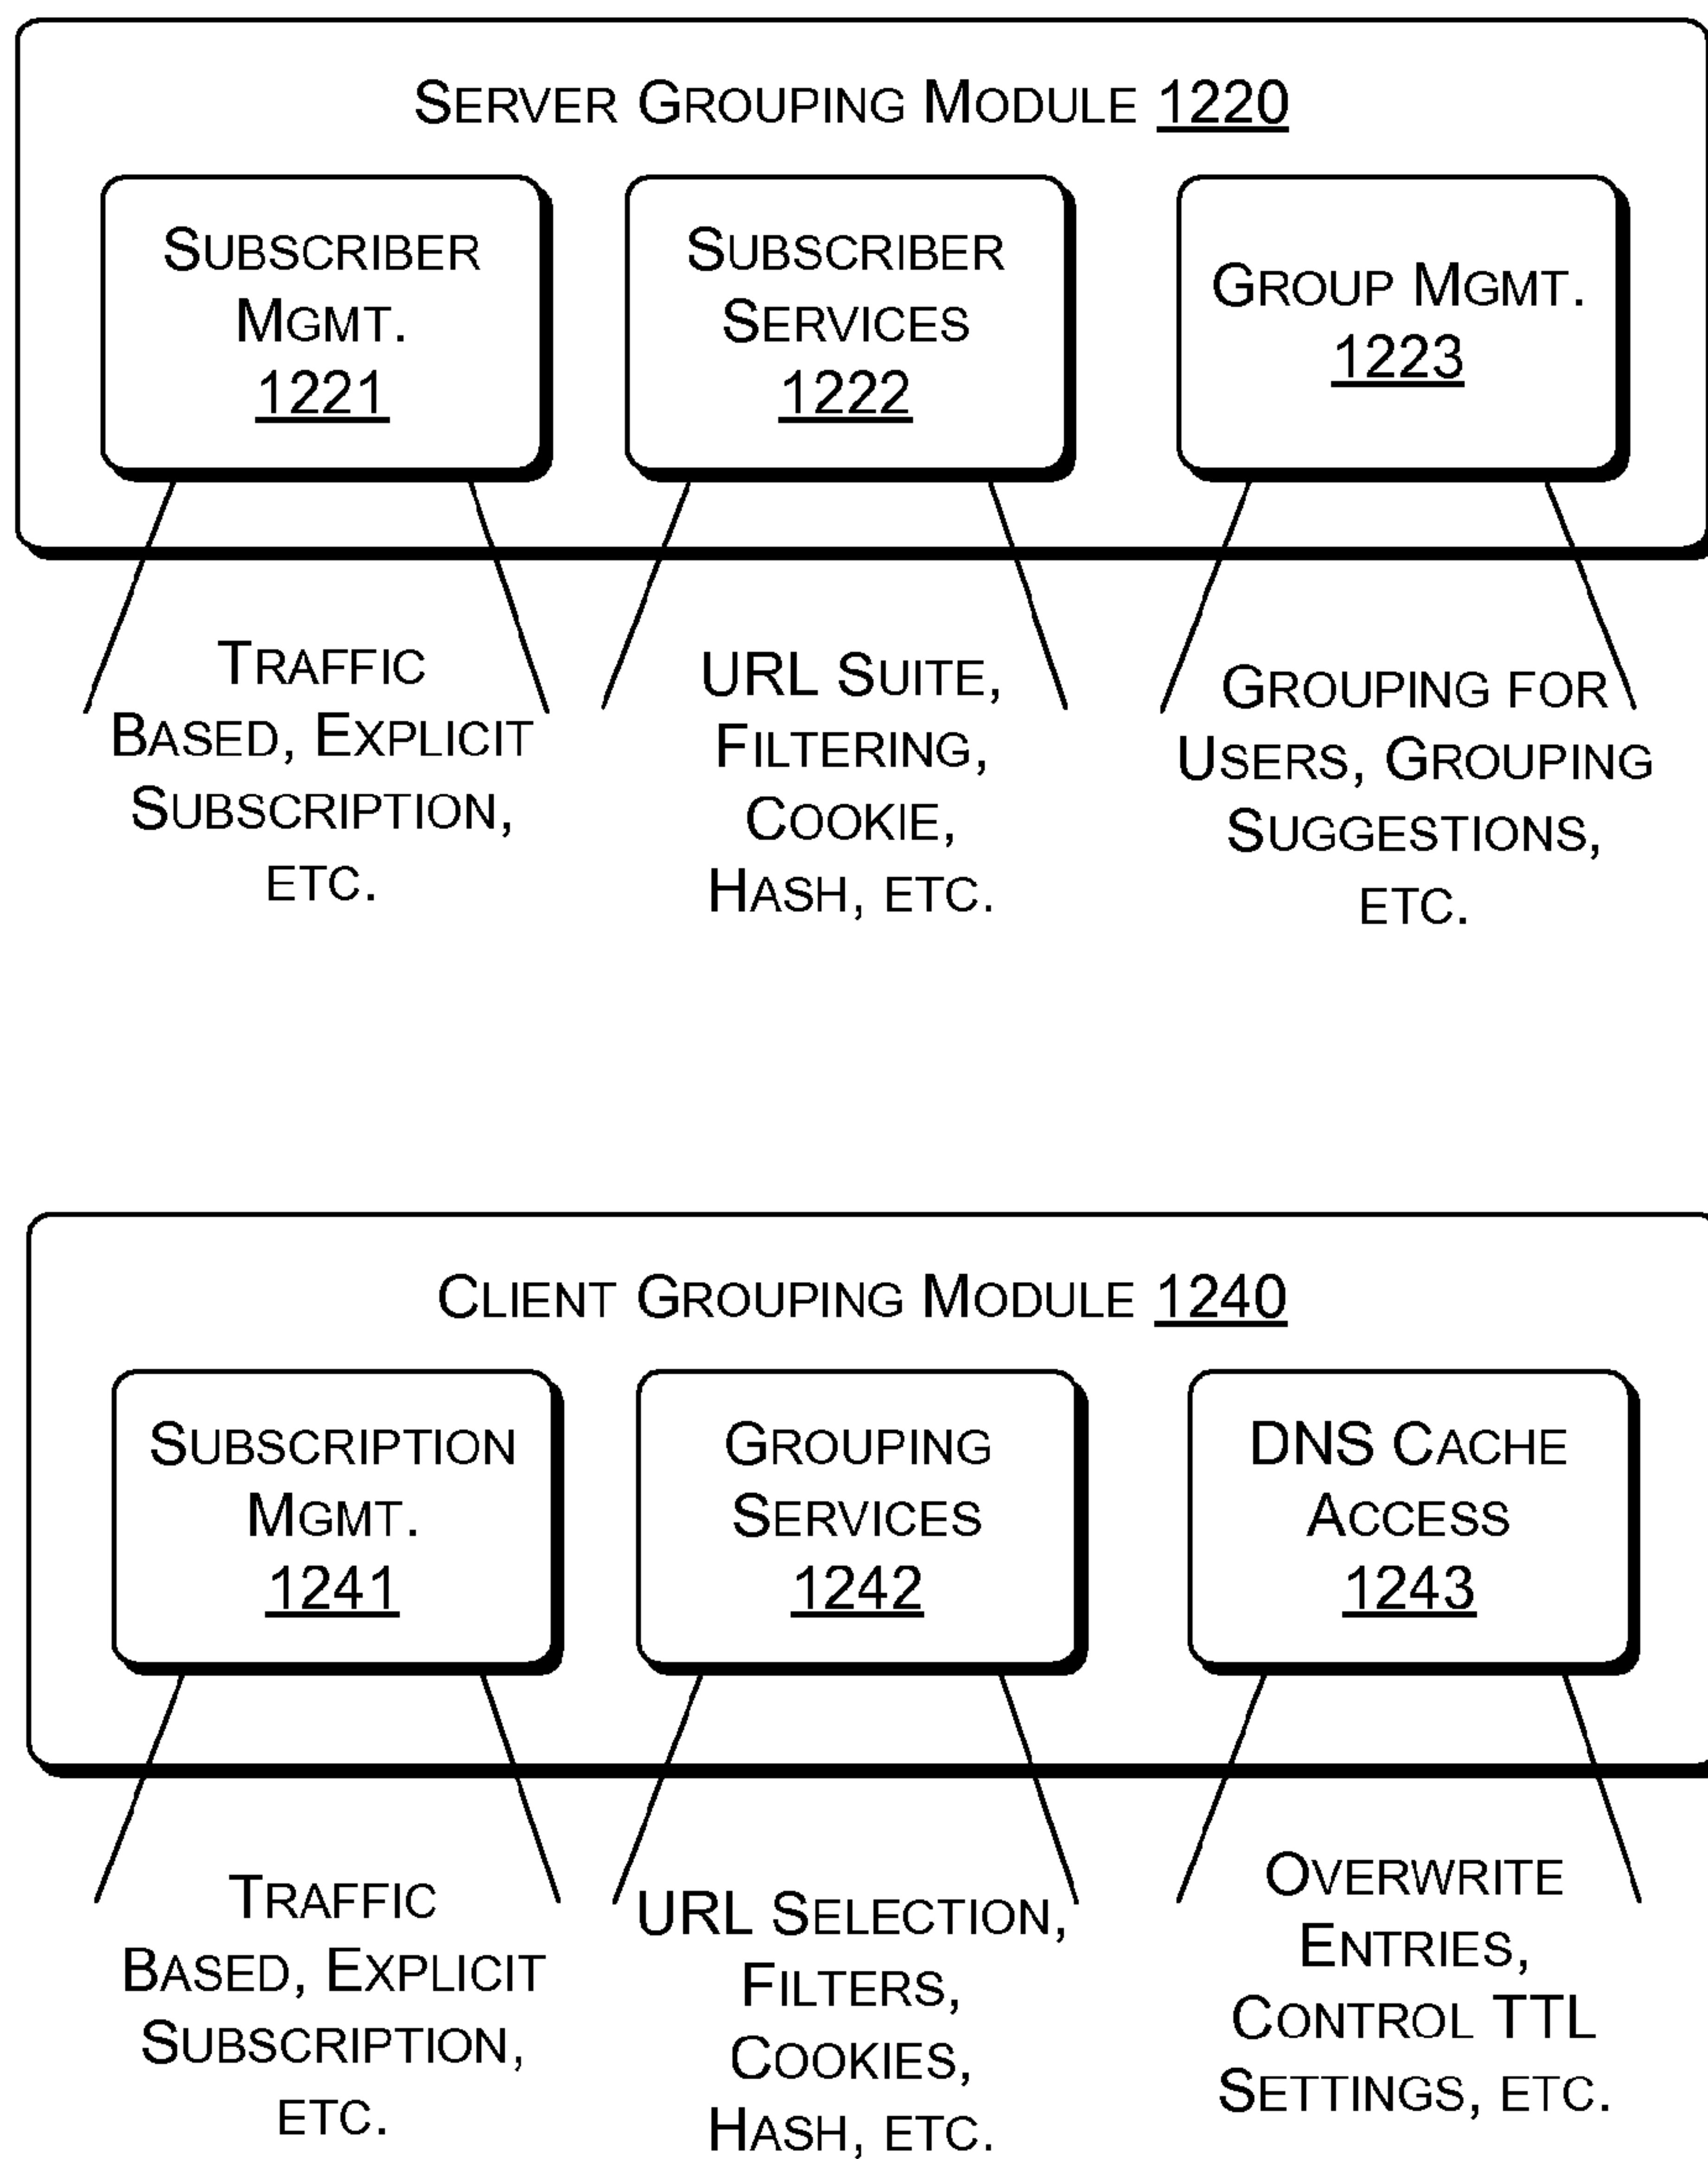 SERVER GROUPING MODULE 1220
SUBSCRIBER
MGMT.
1221
SUBSCRIBER
SERVICES
1222
GROUP MGMT.
1223
TRAFFIC
BASED, EXPLICIT
SUBSCRIPTION,
ETC.
URL SUITE,
FILTERING,
COOKIE,
HASH, ETC.
GROUPING FOR
USERS, GROUPING
SUGGESTIONS,
ETC.
CLIENT GROUPING MODULE 1240
SUBSCRIPTION
MGMT.
1241
GROUPING
SERVICES
1242
DNS CACHE
ACCESS
1243
TRAFFIC
BASED, EXPLICIT
SUBSCRIPTION,
ETC.
URL SELECTION,
FILTERS,
COOKIES,
HASH, ETC.
OVERWRITE
ENTRIES,
CONTROL TTL
SETTINGS, ETC.